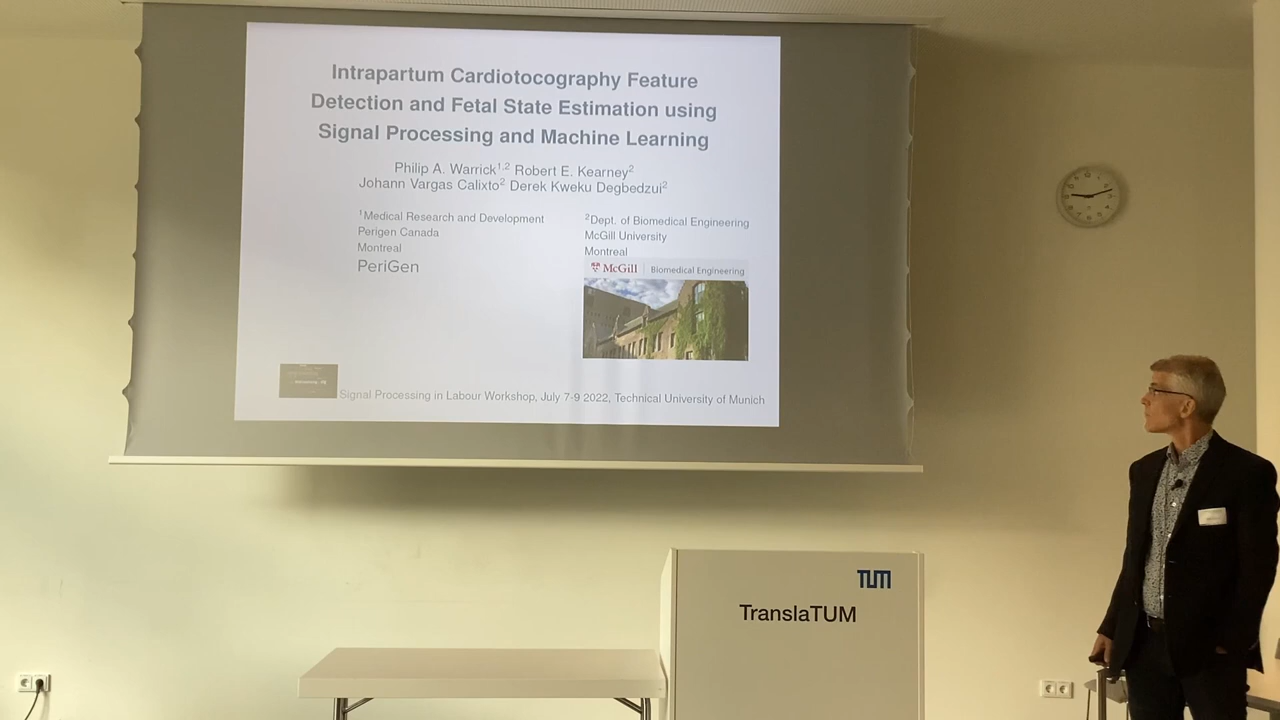 Intrapartum Cardiotocography Feature
Detection and Fetal State Estimation using
Signal Processing and Machine Learning
Philip A. Warrick1,2 Robert E. Kearney2
Johann Vargas Calixto2 Derek Kweku Degbedzui2
1Medical Research and Development
Perigen Canada
Montreal
PeriGen
2Dept. of Biomedical Engineering
McGill University
Montreal
McGill Biomedical Engineering
Signal Processing in Labour Workshop, July 7-9 2022, Technical University of Munich
TUM
TranslaTUM